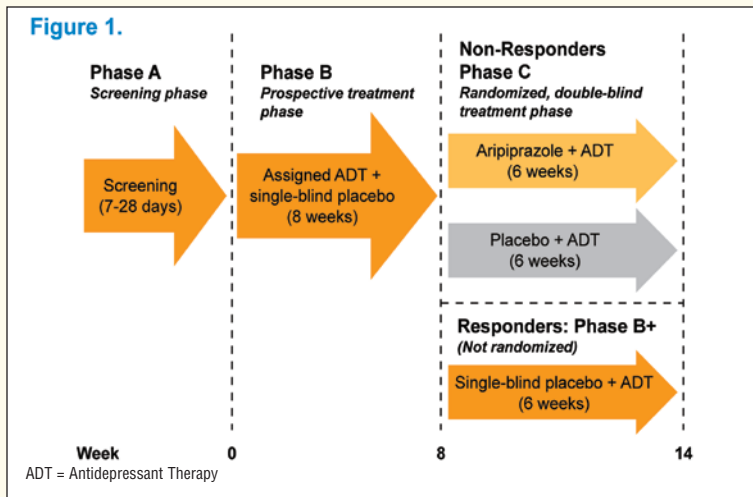 Figure 1.
Phase A
Screening phase
Screening
(7-28 days)
Phase B
Prospective treatment
phase
Assigned ADT +
single-blind placebo
(8 weeks)
Non-Responders
Phase C
Randomized, double-blind
treatment phase
Aripiprazole + ADT
(6 weeks)
Placebo + ADT
(6 weeks)
Responders: Phase B+
(Not randomized)
Single-blind placebo + ADT
(6 weeks)
Week 0 8 14
ADT = Antidepressant Therapy